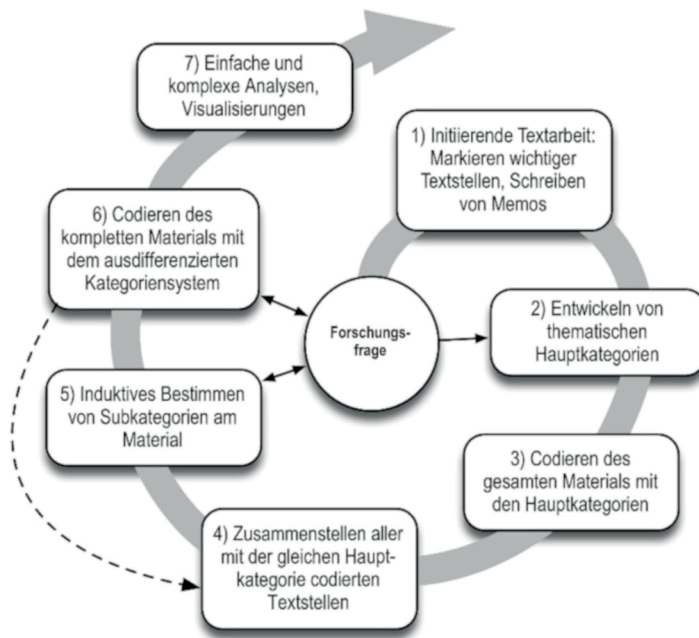 1) Initiierende Textarbeit:
Markieren wichtiger
Textstellen, Schreiben
von Memos
2) Entwickeln von
thematischen
Hauptkategorien
3) Codieren des
gesamten Materials mit
den Hauptkategorien
4) Zusammenstellen aller
mit der gleichen Haupt-
kategorie codierten
Textstellen
5) Induktives Bestimmen
von Subkategorien am
Material
6) Codieren des
kompletten Materials mit
dem ausdifferenzierten
Kategoriensystem
7) Einfache und
komplexe Analysen,
Visualisierungen
Forschungs-
frage